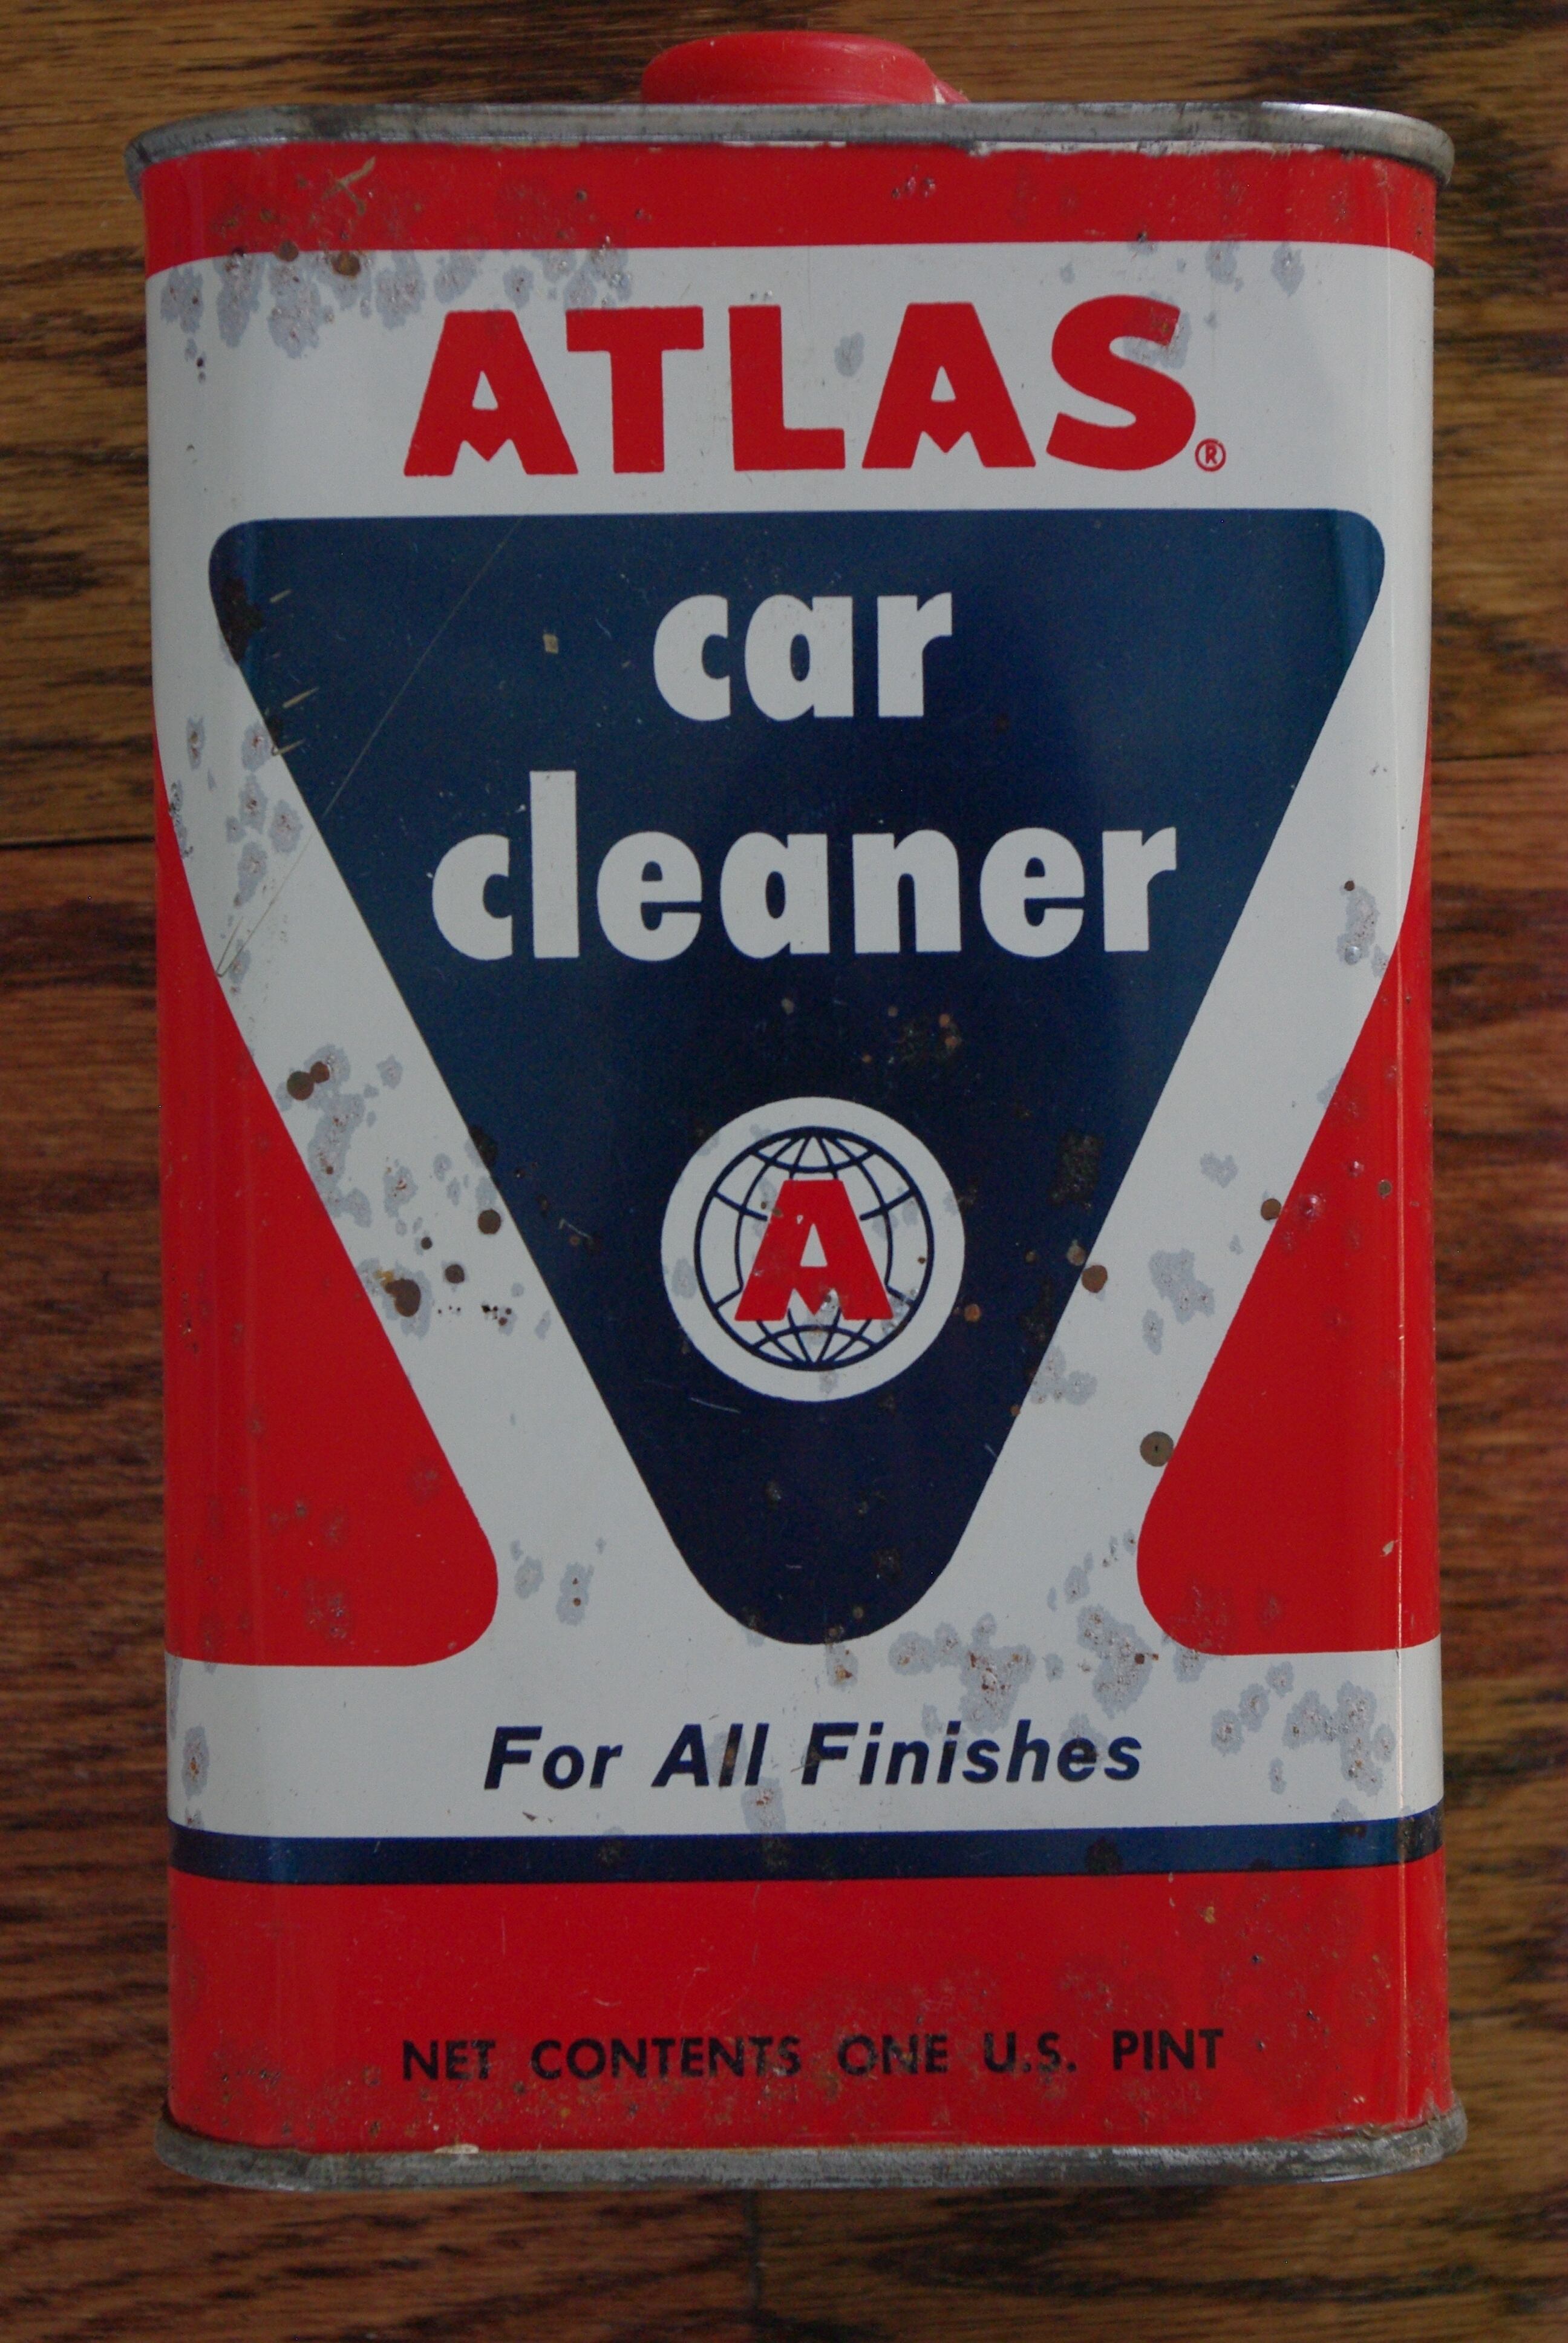 ATLAS®
car
cleaner
A
For All Finishes
NET CONTENTS ONE U.S. PINT